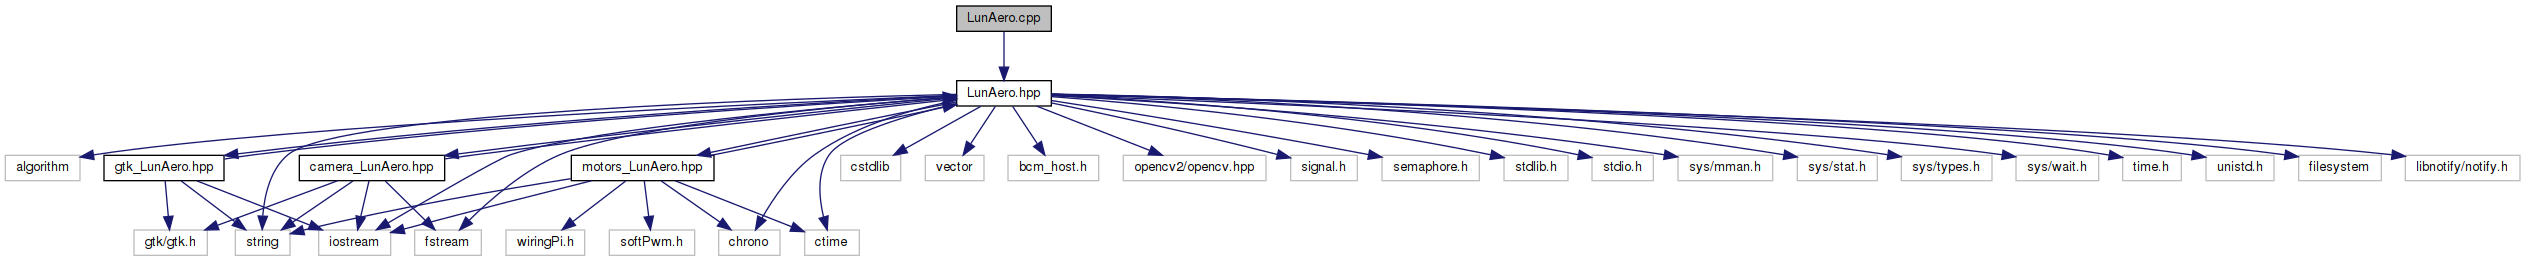 LunAero.cpp
LunAero.hpp
algorithm
gtk_LunAero.hpp
camera_LunAero.hpp
motors_LunAero.hpp
cstdlib
vector
bcm_host.h
opencv2/opencv.hpp
signal.h
semaphore.h
stdlib.h
stdio.h
sys/mman.h
sys/stat.h
sys/types.h
sys/wait.h
time.h
unistd.h
filesystem
libnotify/notify.h
gtk/gtk.h
string
iostream
fstream
wiringPi.h
softPwm.h
chrono
ctime